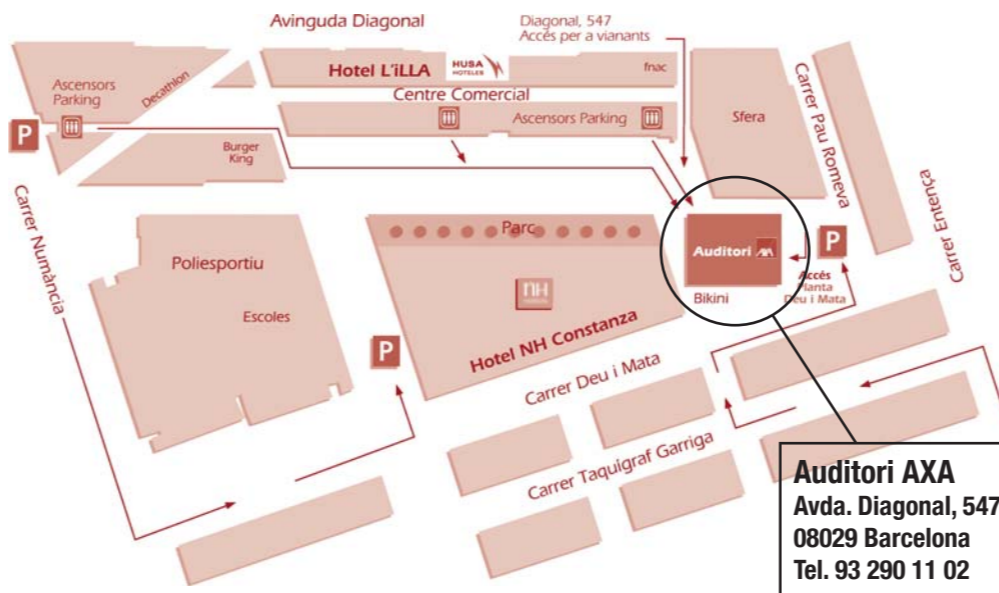 Avinguda Diagonal
Diagonal, 547
Accés per a vianants
Hotel L'iLLA
HUSA
HOTELES
fnac
Centre Comercial
Ascensors
Parking
Decathlon
P
Ascensors Parking
Sfera
Carrer Pau Romeva
Burger
King
Carrer Entença
Carrer Numància
Parc
Poliesportiu
Auditori
P
Accés
Planta
Deu i Mata
Bikini
nh
Escoles
Hotel NH Constanza
P
Carrer Deu i Mata
Carrer Taquígraf Garriga
Auditori AXA
Avda. Diagonal, 547
08029 Barcelona
Tel. 93 290 11 02